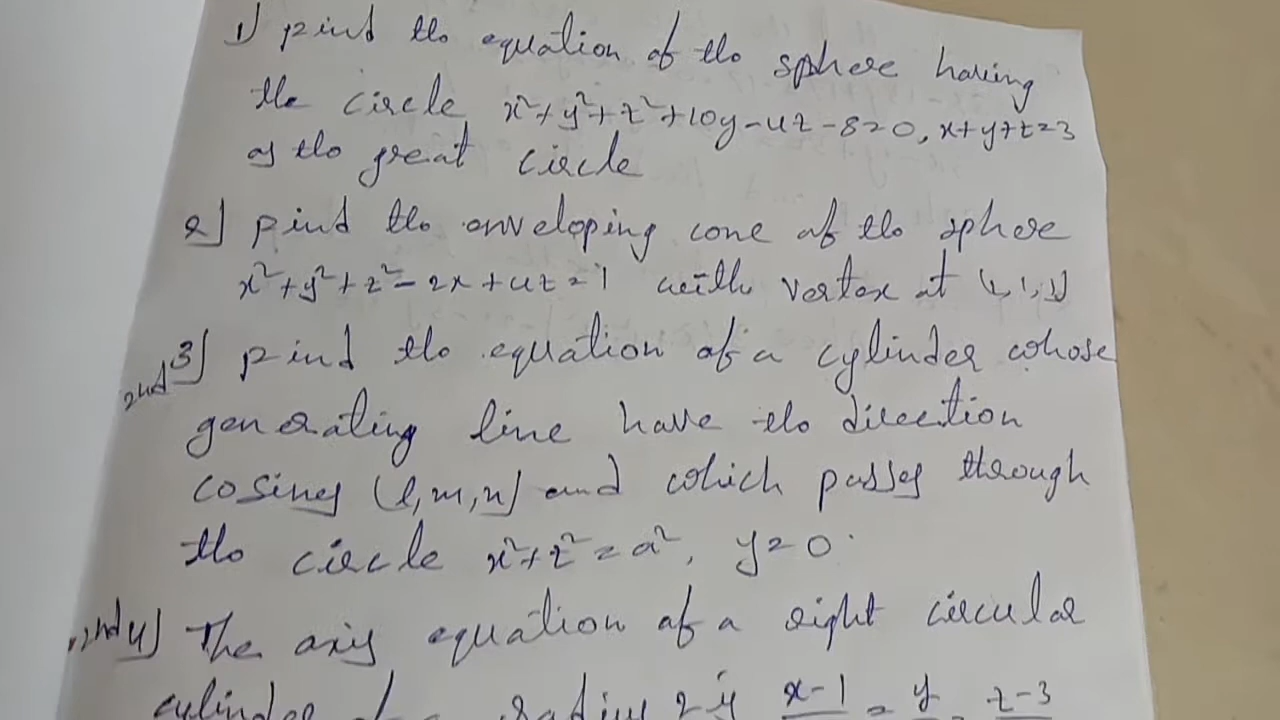 1) Find the equation of the sphere having
the circle x²+y²+z²+10y-4z-8=0, x+y+z=3
as the great circle
2] Find the enveloping cone of the sphere
x²+y²+z²-2x+4z=1 with vertex at (1,1,1)
2nd 3] Find the equation of a cylinder whose
generating line have the direction
cosines (l,m,n) and which passes through
the circle x²+z²=a², y=0.
2nd 4] The axis equation of a right circular
cylinder of radius 2 is x-1 = y = z-3